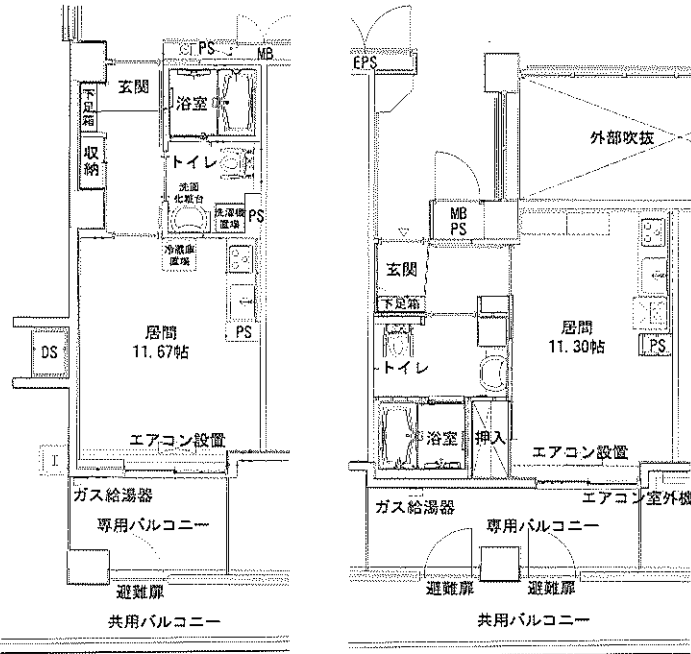 PS
MB
玄関
浴室
下足箱
収納
トイレ
洗面
化粧台
洗濯機
置場
PS
冷蔵庫
置場
居間
11.67帖
PS
DS
エアコン設置
ガス給湯器
専用バルコニー
避難扉
共用バルコニー
EPS
外部吹抜
MB
PS
玄関
下足箱
トイレ
居間
11.30帖
PS
浴室
押入
エアコン設置
エアコン室外機
ガス給湯器
専用バルコニー
避難扉
避難扉
共用バルコニー